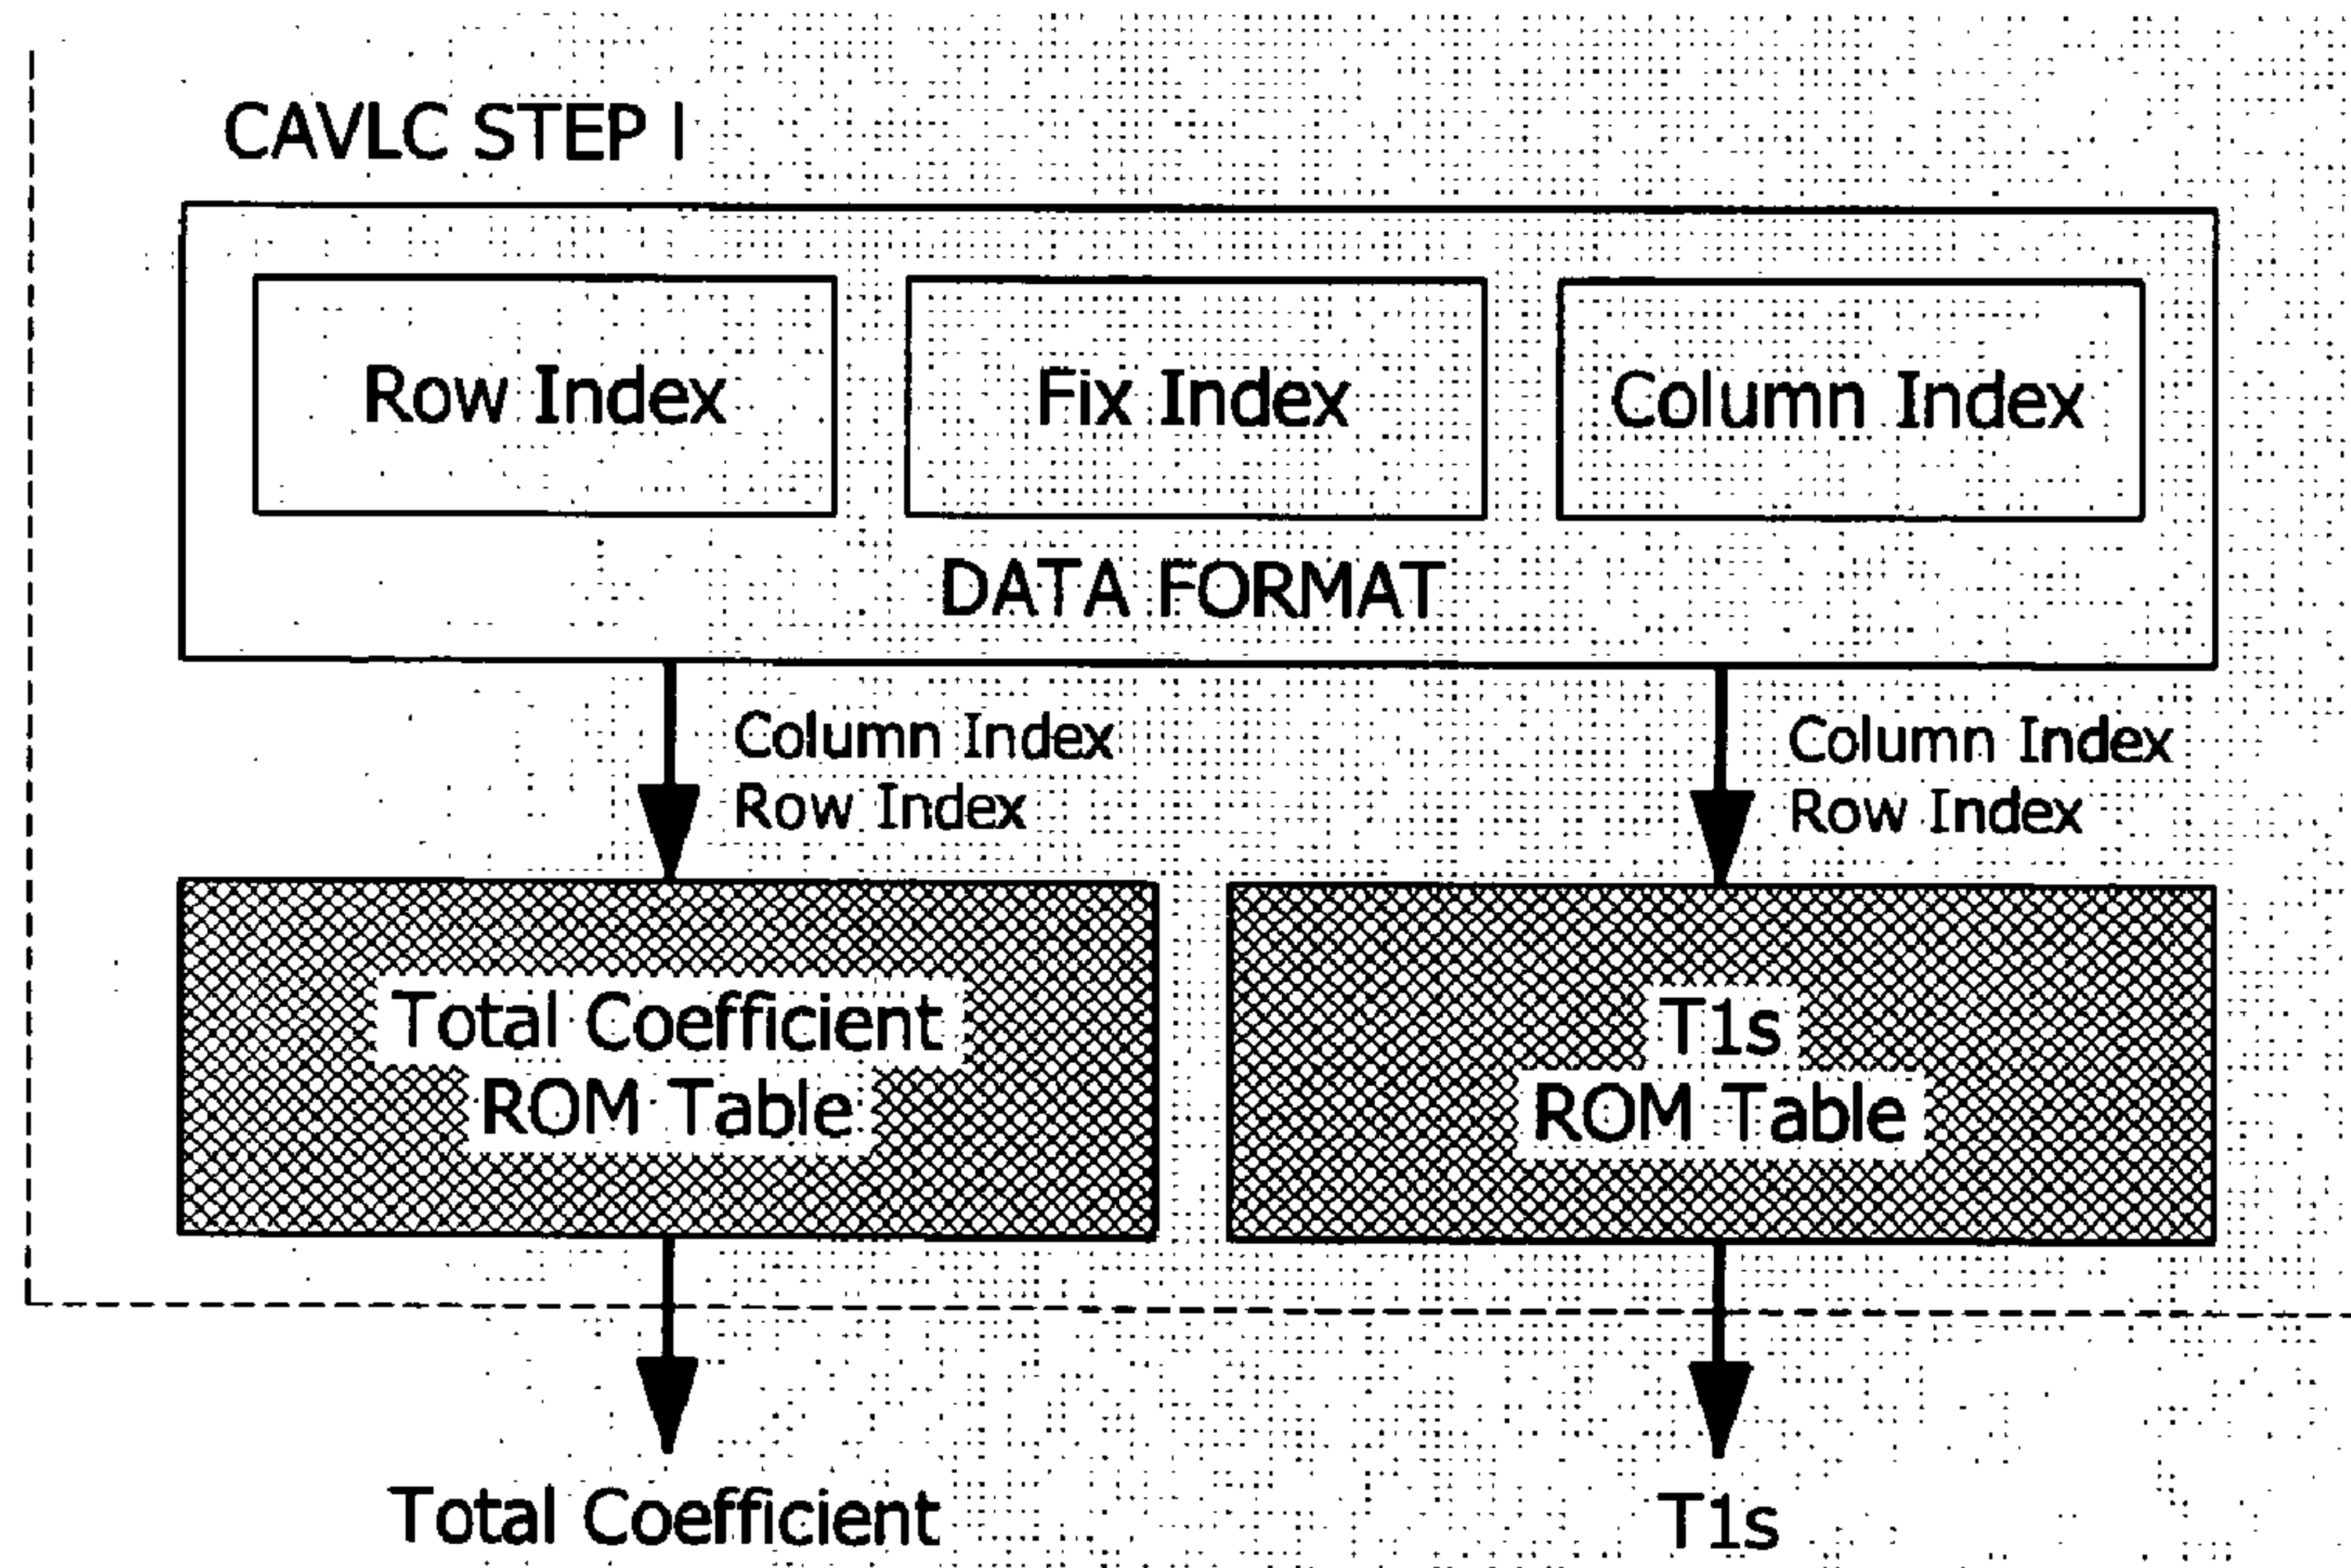 CAVLC STEP I
Row Index
Fix Index
Column Index
DATA FORMAT
Column Index
Row Index
Column Index
Row Index
Total Coefficient
ROM Table
T1s
ROM Table
Total Coefficient
T1s